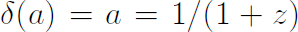 δ(a) = a = 1/(1 + z)